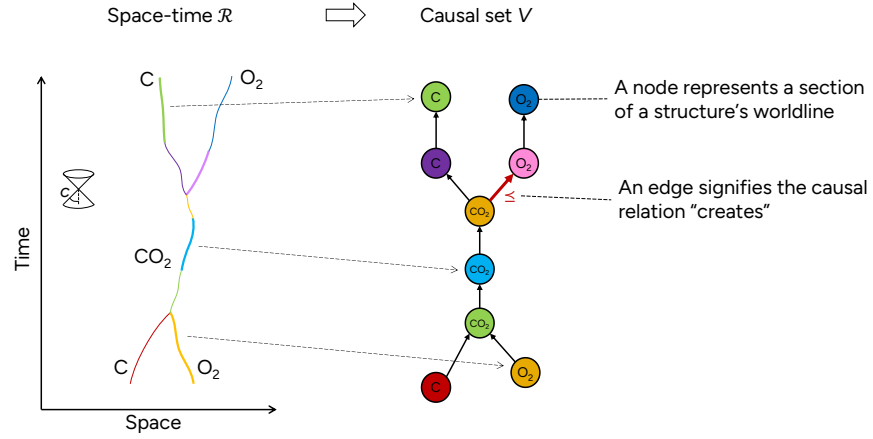 Space-time ℛ
Causal set V
C
O₂
C
O₂
A node represents a section
of a structure's worldline
C
O₂
c
An edge signifies the causal
relation "creates"
⪯
CO₂
Time
CO₂
CO₂
CO₂
C
O₂
O₂
C
Space